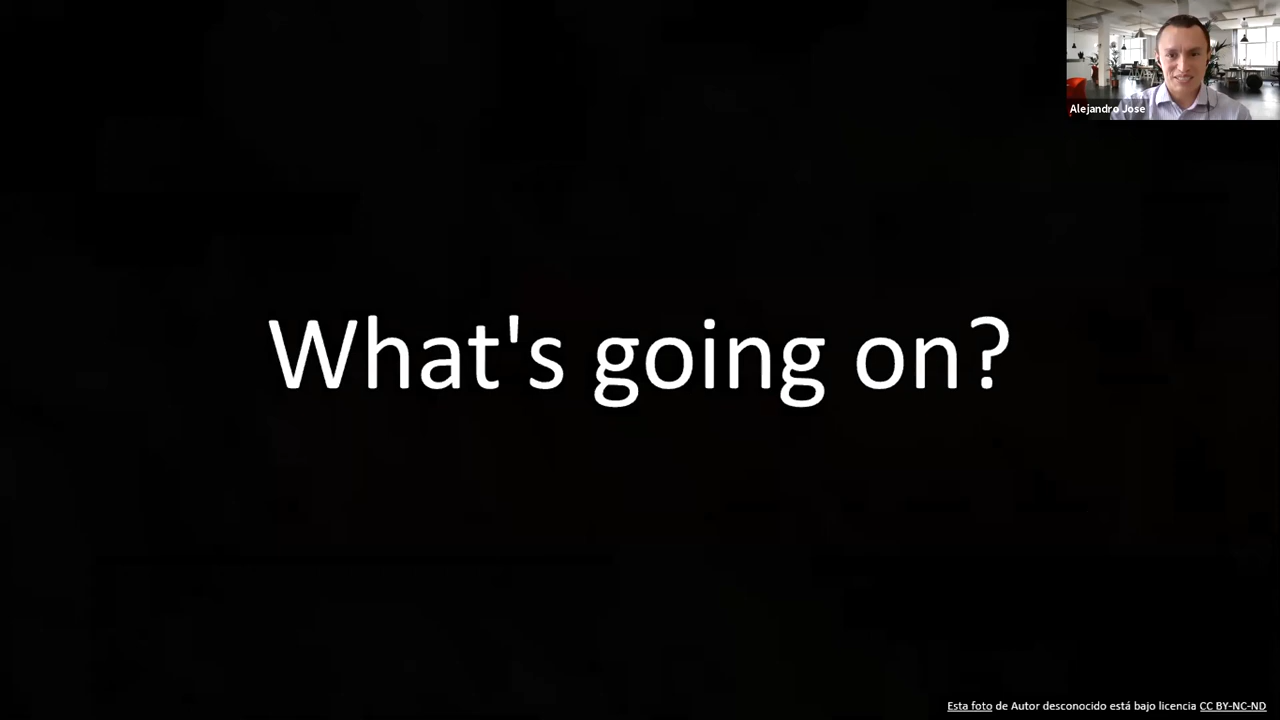 Alejandro Jose
What's going on?
Esta foto de Autor desconocido está bajo licencia CC BY-NC-ND